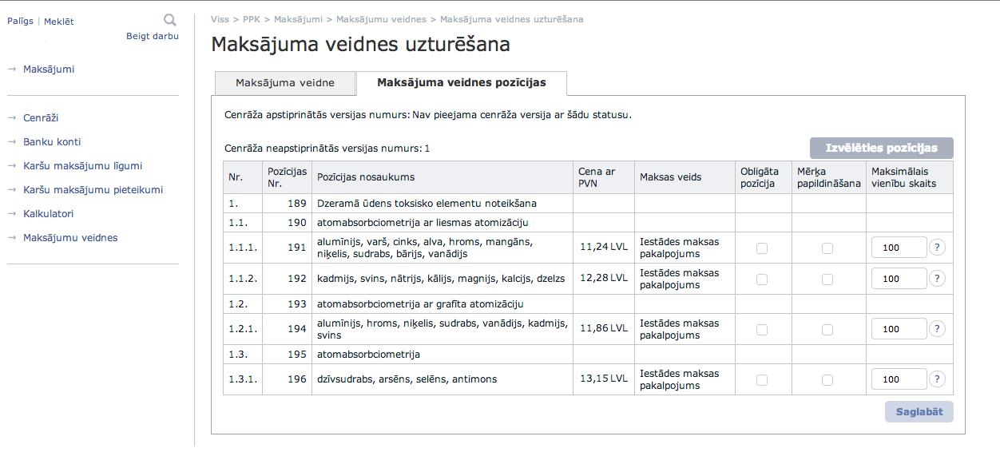 Palīgs | Meklēt
Beigt darbu
→ Maksājumi
→ Cenrāži
→ Banku konti
→ Karšu maksājumu līgumi
→ Karšu maksājumu pieteikumi
→ Kalkulatori
→ Maksājumu veidnes
Viss > PPK > Maksājumi > Maksājumu veidnes > Maksājuma veidnes uzturēšana
Maksājuma veidnes uzturēšana
Maksājuma veidne Maksājuma veidnes pozīcijas
Cenrāža apstiprinātās versijas numurs: Nav pieejama cenrāža versija ar šādu statusu.
Cenrāža neapstiprinātās versijas numurs: 1
Izvēlēties pozīcijas
Nr.
Pozīcijas
Nr.
Pozīcijas nosaukums
Cena ar
PVN
Maksas veids
Obligāta
pozīcija
Mērķa
papildināšana
Maksimālais
vienību skaits
1. 189 Dzeramā ūdens toksisko elementu noteikšana
1.1. 190 atomabsorbciometrija ar liesmas atomizāciju
1.1.1. 191
alumīnijs, varš, cinks, alva, hroms, mangāns,
niķelis, sudrabs, bārijs, vanādijs
11,24 LVL
Iestādes maksas
pakalpojums
100 ?
1.1.2. 192 kadmijs, svins, nātrijs, kālijs, magnijs, kalcijs, dzelzs 12,28 LVL
Iestādes maksas
pakalpojums
100 ?
1.2. 193 atomabsorbciometrija ar grafīta atomizāciju
1.2.1. 194
alumīnijs, hroms, niķelis, sudrabs, vanādijs, kadmijs,
svins
11,86 LVL
Iestādes maksas
pakalpojums
100 ?
1.3. 195 atomabsorbciometrija
1.3.1. 196 dzīvsudrabs, arsēns, selēns, antimons 13,15 LVL
Iestādes maksas
pakalpojums
100 ?
Saglabāt